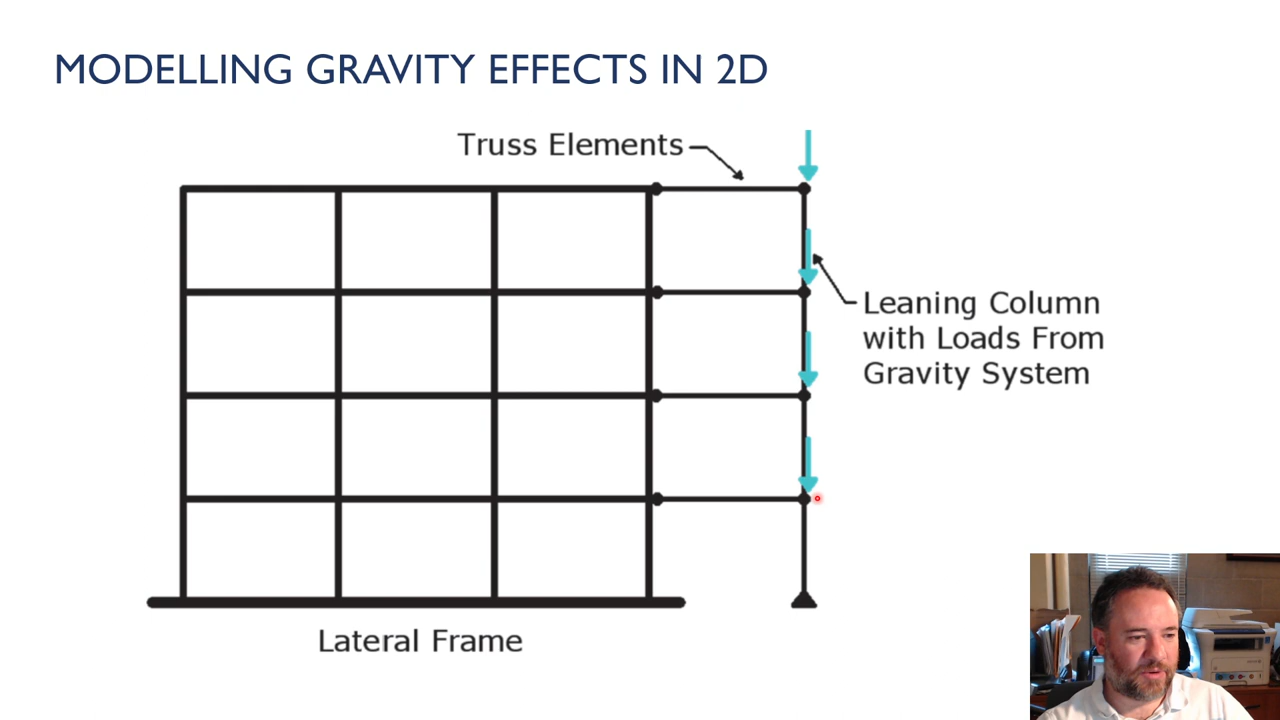 MODELLING GRAVITY EFFECTS IN 2D
Truss Elements
Leaning Column
with Loads From
Gravity System
Lateral Frame